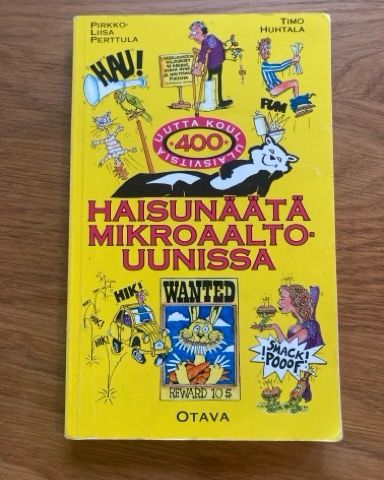 PIRKKO-
LIISA
PERTTULA
TIMO
HUHTALA
HAU!
PUM
UUTTA KOULULAISVITSIÄ
400
HAISUNÄÄTÄ
MIKROAALTO-
UUNISSA
HIK!
HIK!
WANTED
REWARD 10$
SMACK!
!POOOF!
OTAVA